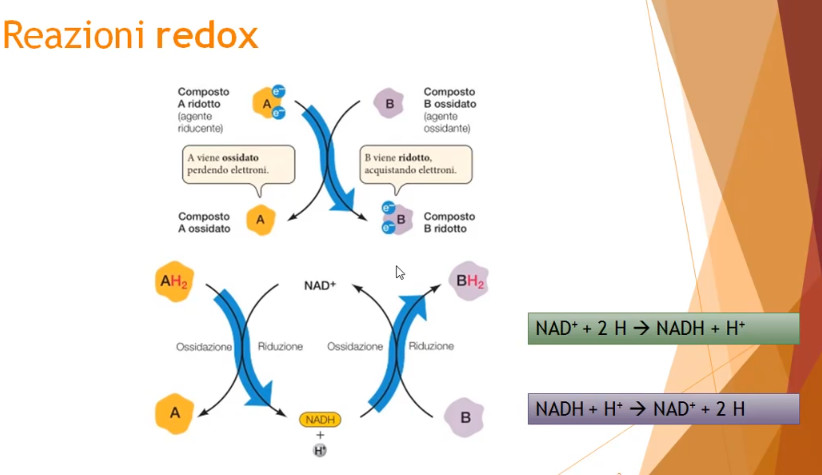 Reazioni redox
Composto
A ridotto
(agente
riducente)
A
e⁻
e⁻
B
Composto
B ossidato
(agente
ossidante)
A viene ossidato
perdendo elettroni.
B viene ridotto,
acquistando elettroni.
Composto
A ossidato
A
e⁻
e⁻
B
Composto
B ridotto
AH₂
NAD⁺
BH₂
Ossidazione
Riduzione
Ossidazione
Riduzione
A
NADH
+
H⁺
B
NAD⁺ + 2 H → NADH + H⁺
NADH + H⁺ → NAD⁺ + 2 H